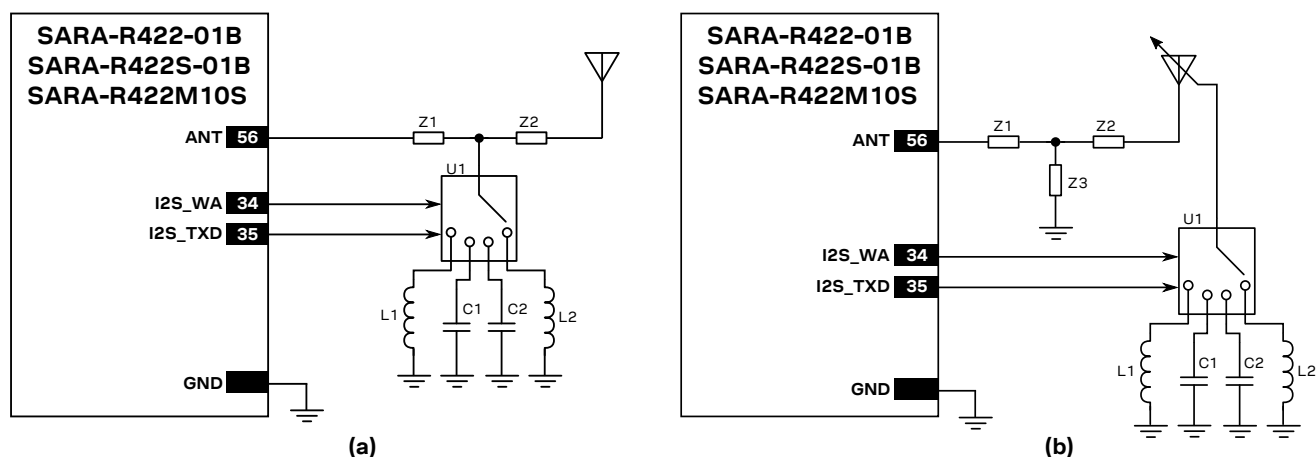 SARA-R422-01B
SARA-R422S-01B
SARA-R422M10S
ANT 56
Z1
Z2
U1
I2S_WA 34
I2S_TXD 35
L1
C1
C2
L2
GND
(a)
SARA-R422-01B
SARA-R422S-01B
SARA-R422M10S
ANT 56
Z1
Z2
Z3
U1
I2S_WA 34
I2S_TXD 35
L1
C1
C2
L2
GND
(b)